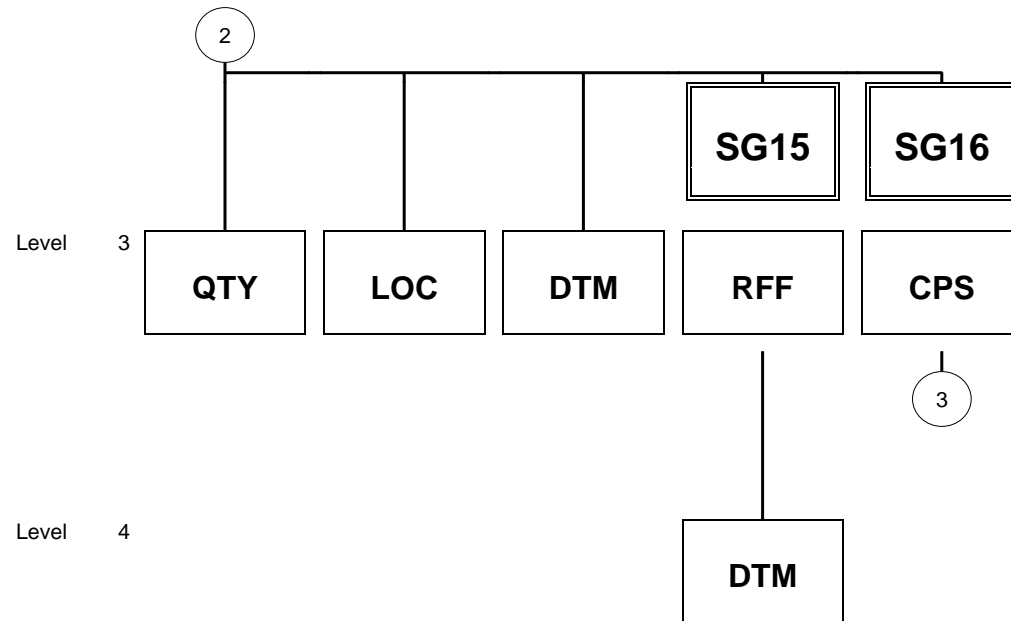 2
SG15 SG16
Level 3 QTY LOC DTM RFF CPS
3
Level 4
DTM